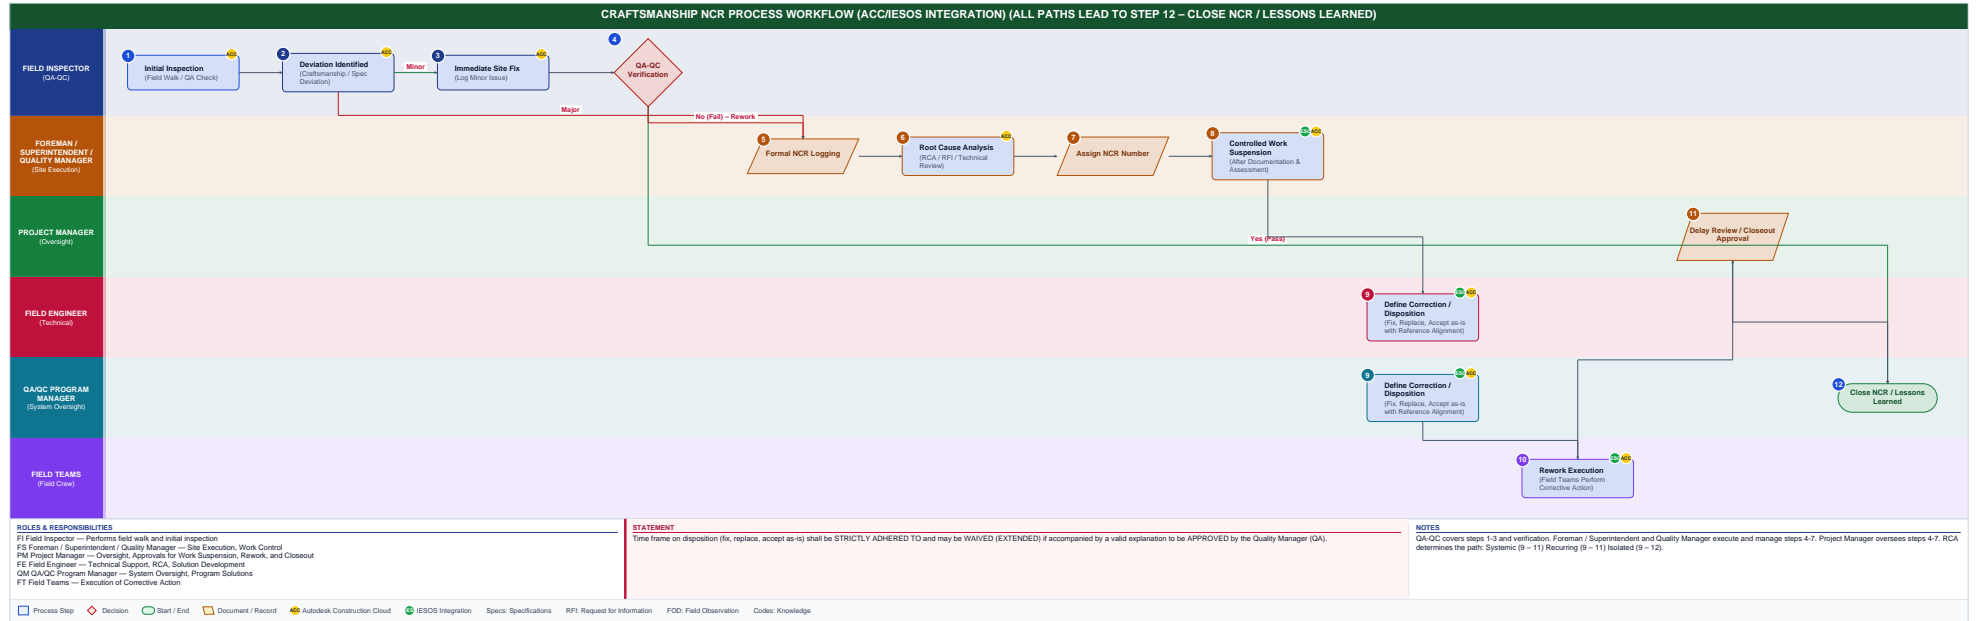 CRAFTSMANSHIP NCR PROCESS WORKFLOW (ACC/IESOS INTEGRATION) (ALL PATHS LEAD TO STEP 12 – CLOSE NCR / LESSONS LEARNED)
FIELD INSPECTOR
(QA-QC)
1
ACC
Initial Inspection
(Field Walk / QA Check)
2
ACC
Deviation Identified
(Craftsmanship / Spec
Deviation)
Minor
3
ACC
Immediate Site Fix
(Log Minor Issue)
4
QA-QC
Verification
Major
No (Fail) – Rework
FOREMAN /
SUPERINTENDENT /
QUALITY MANAGER
(Site Execution)
5
Formal NCR Logging
6
ACC
Root Cause Analysis
(RCA / RFI / Technical
Review)
7
Assign NCR Number
8
ACC
Controlled Work
Suspension
(After Documentation &
Assessment)
PROJECT MANAGER
(Oversight)
Yes (Pass)
11
Delay Review / Closeout
Approval
FIELD ENGINEER
(Technical)
9
ACC
Define Correction /
Disposition
(Fix, Replace, Accept as-is
with Reference Alignment)
QA/QC PROGRAM
MANAGER
(System Oversight)
9
ACC
Define Correction /
Disposition
(Fix, Replace, Accept as-is
with Reference Alignment)
12
Close NCR / Lessons
Learned
FIELD TEAMS
(Field Crew)
10
ACC
Rework Execution
(Field Teams Perform
Corrective Action)
ROLES & RESPONSIBILITIES
FI Field Inspector — Performs field walk and initial inspection
FS Foreman / Superintendent / Quality Manager — Site Execution, Work Control
PM Project Manager — Oversight, Approvals for Work Suspension, Rework, and Closeout
FE Field Engineer — Technical Support, RCA, Solution Development
QM QA/QC Program Manager — System Oversight, Program Solutions
FT Field Teams — Execution of Corrective Action
STATEMENT
Time frame on disposition (fix, replace, accept as-is) shall be STRICTLY ADHERED TO and may be WAIVED (EXTENDED) if accompanied by a valid explanation to be APPROVED by the Quality Manager (QA).
NOTES
QA-QC covers steps 1-3 and verification. Foreman / Superintendent and Quality Manager execute and manage steps 4-7. Project Manager oversees steps 4-7. RCA
determines the path: Systemic (9 – 11) Recurring (9 – 11) Isolated (9 – 12).
Process Step
Decision
Start / End
Document / Record
ACC Autodesk Construction Cloud
IESOS Integration
Specs: Specifications
RFI: Request for Information
FOD: Field Observation
Codes: Knowledge